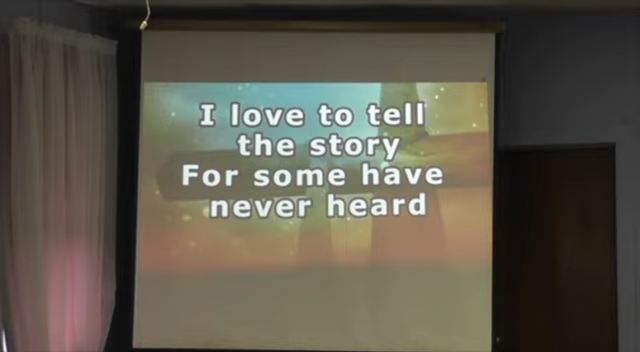 I love to tell
the story
For some have
never heard